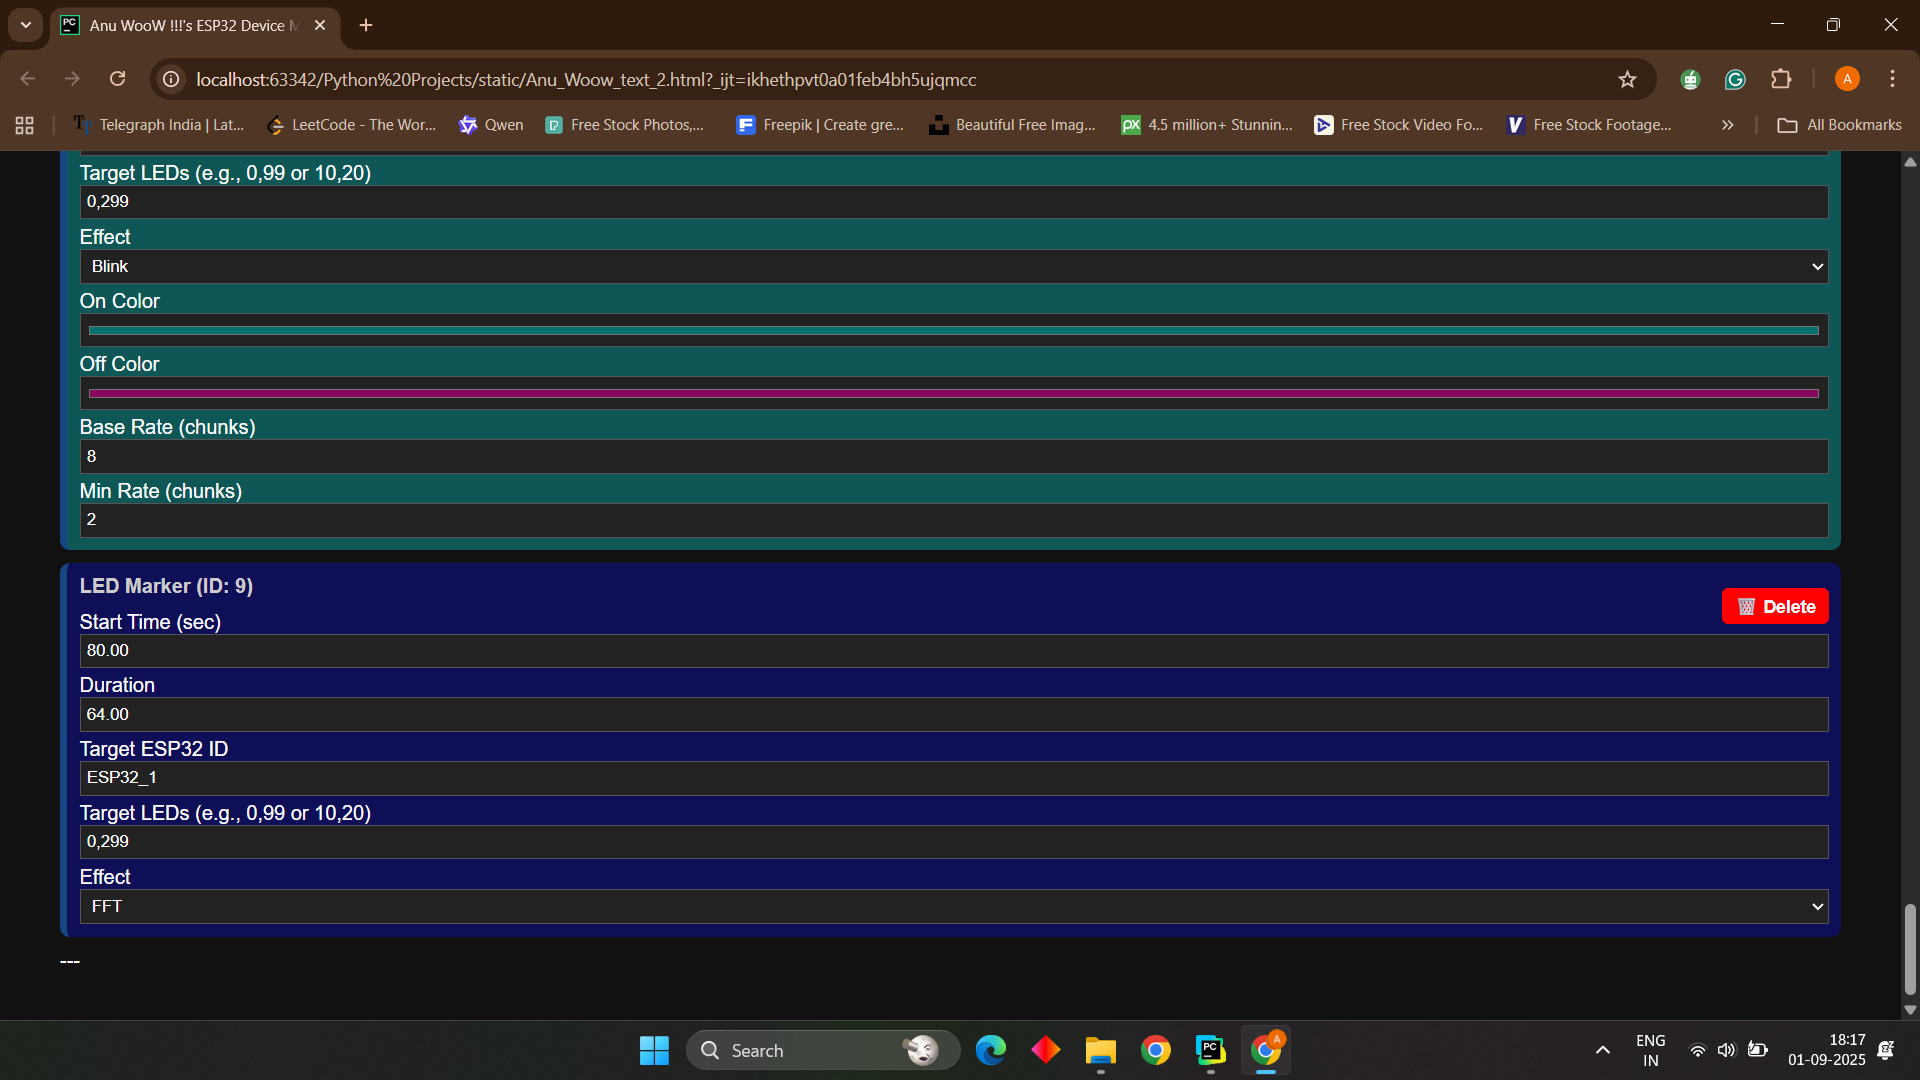 Anu WooW !!!'s ESP32 Device M
localhost:63342/Python%20Projects/static/Anu_Woow_text_2.html?_ijt=ikhethpvt0a01feb4bh5ujqmcc
A
Telegraph India | Lat...
LeetCode - The Wor...
Qwen
Free Stock Photos,...
Freepik | Create gre...
Beautiful Free Imag...
px 4.5 million+ Stunnin...
Free Stock Video Fo...
Free Stock Footage...
All Bookmarks
Target LEDs (e.g., 0,99 or 10,20)
0,299
Effect
Blink
On Color
Off Color
Base Rate (chunks)
8
Min Rate (chunks)
2
LED Marker (ID: 9)
Delete
Start Time (sec)
80.00
Duration
64.00
Target ESP32 ID
ESP32_1
Target LEDs (e.g., 0,99 or 10,20)
0,299
Effect
FFT
---
Search
PC
A
ENG
IN
18:17
01-09-2025